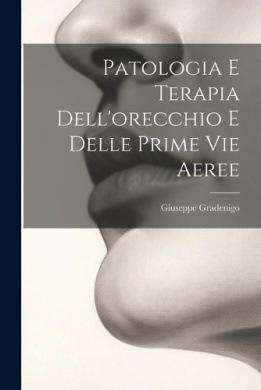 Patologia E
Terapia
Dell'orecchio E
Delle Prime Vie
Aeree
Giuseppe Gradenigo